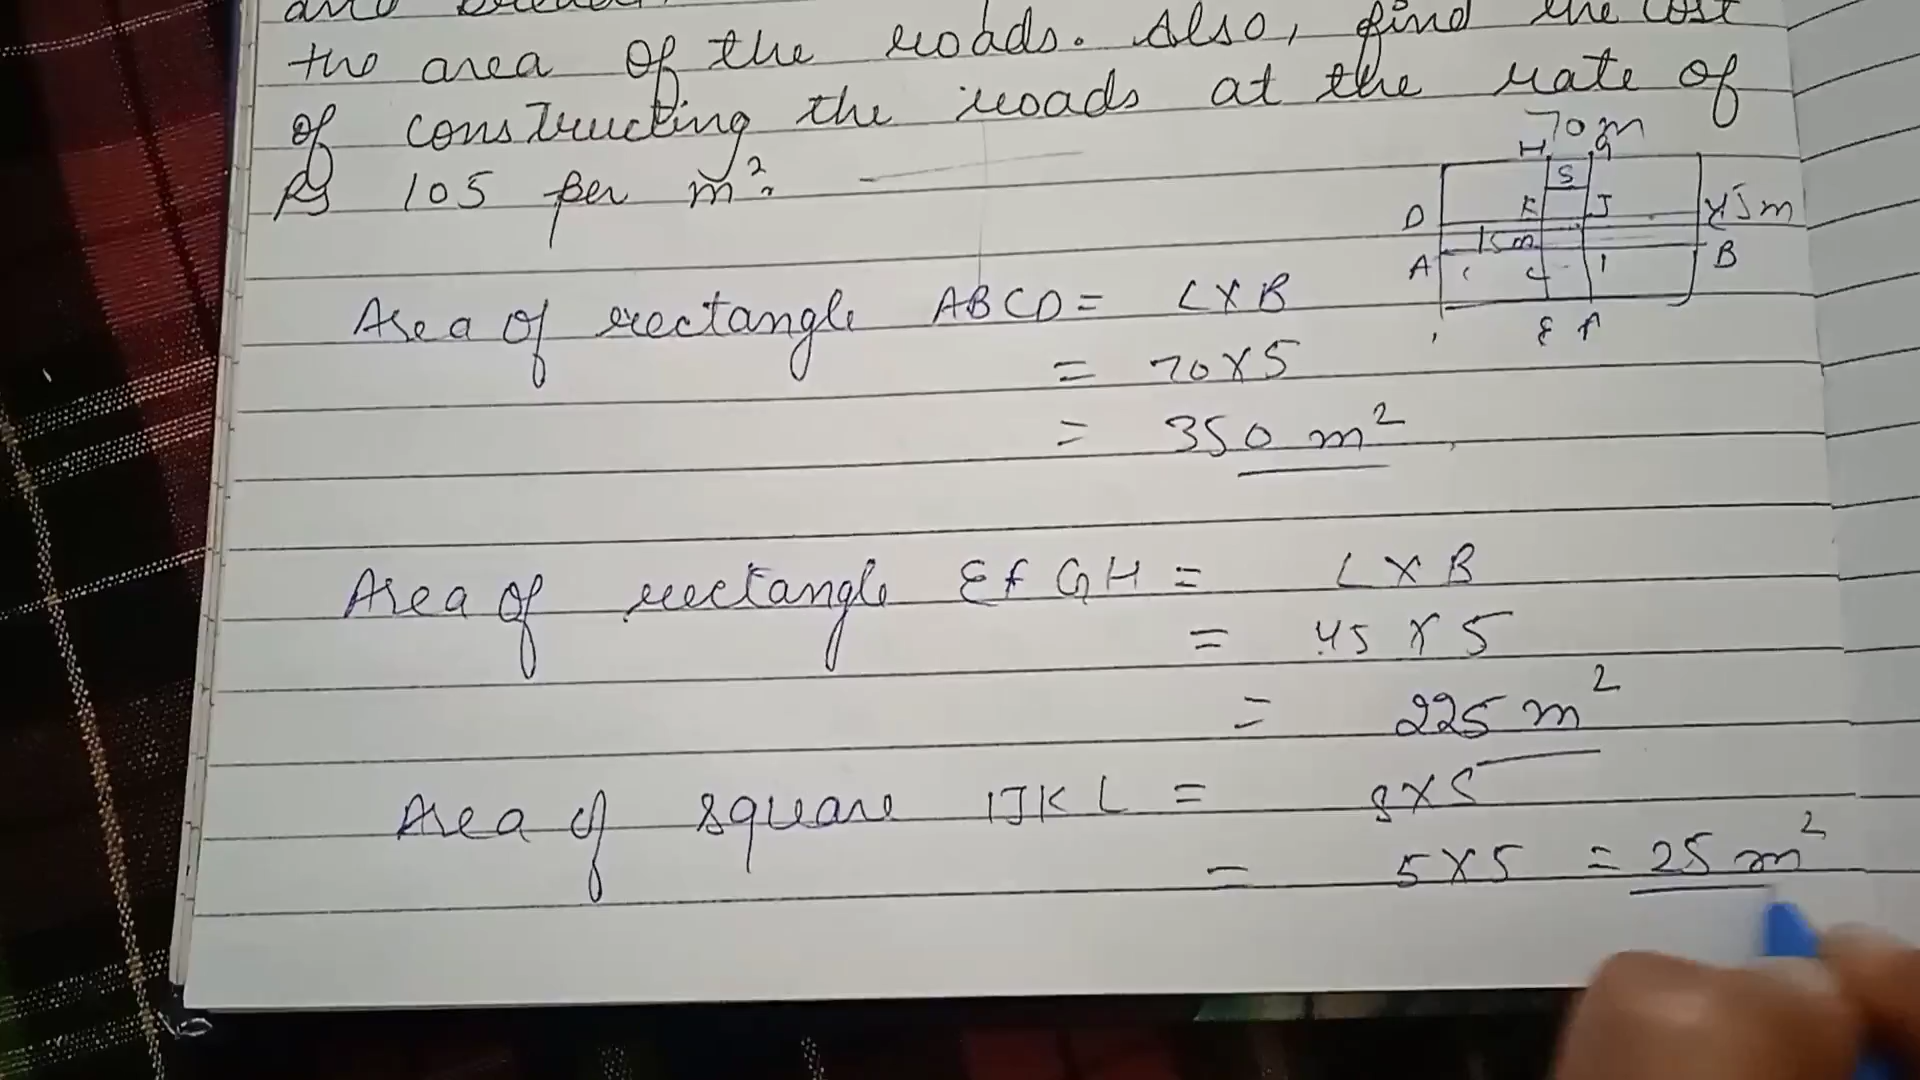 the area of the roads. Also, find the cost
of constructing the roads at the rate of
Rs 105 per m².
70 m
H G
S
D K J 45m
15m
A L I B
E F
Area of rectangle ABCD = L X B
= 70 X 5
= 350 m²
Area of rectangle EFGH = L X B
= 45 X 5
= 225 m²
Area of square IJKL = S X S
= 5 X 5 = 25 m²